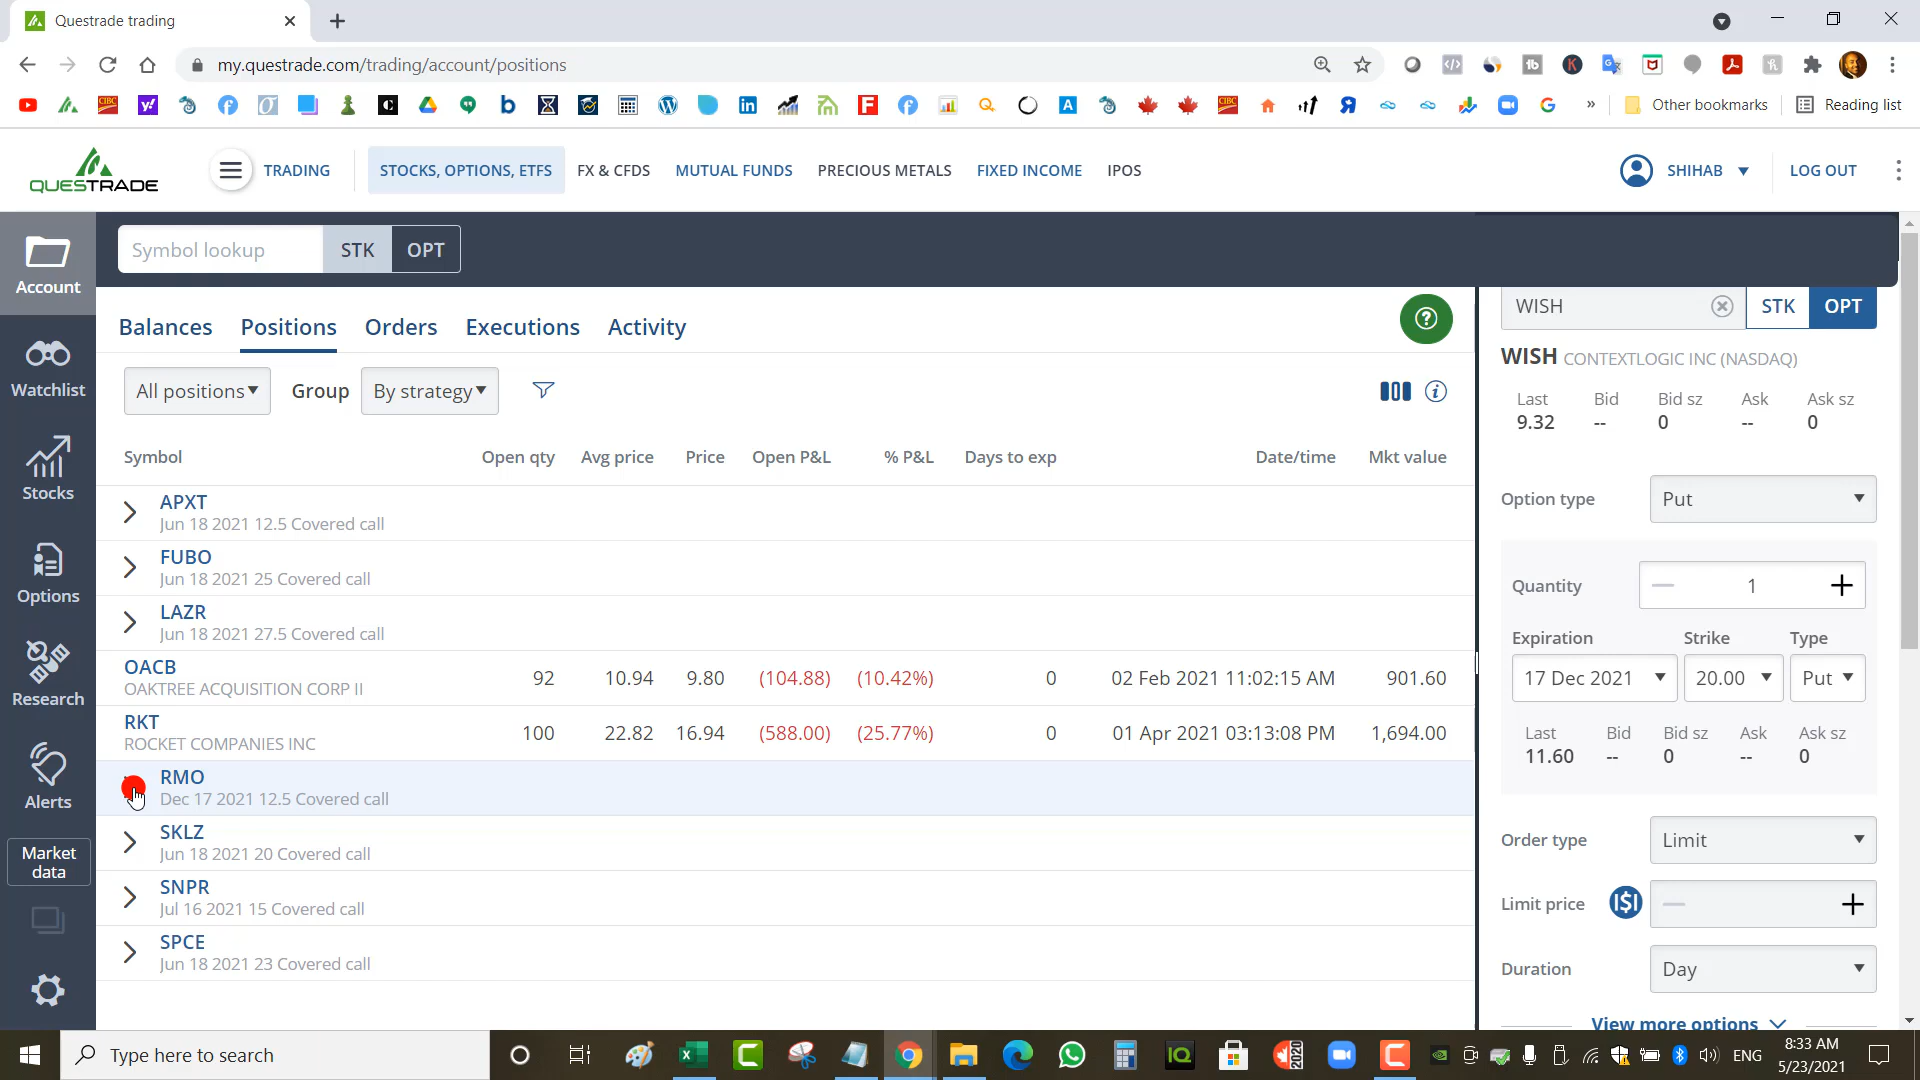 Questrade trading
my.questrade.com/trading/account/positions
Other bookmarks
Reading list
QUESTRADE
TRADING
STOCKS, OPTIONS, ETFS
FX & CFDS
MUTUAL FUNDS
PRECIOUS METALS
FIXED INCOME
IPOS
SHIHAB
LOG OUT
Symbol lookup STK OPT
Account
Watchlist
Stocks
Options
Research
Alerts
Market
data
Balances Positions Orders Executions Activity
All positions Group By strategy
Symbol Open qty Avg price Price Open P&L % P&L Days to exp Date/time Mkt value
APXT
Jun 18 2021 12.5 Covered call
FUBO
Jun 18 2021 25 Covered call
LAZR
Jun 18 2021 27.5 Covered call
OACB
OAKTREE ACQUISITION CORP II
92 10.94 9.80 (104.88) (10.42%) 0 02 Feb 2021 11:02:15 AM 901.60
RKT
ROCKET COMPANIES INC
100 22.82 16.94 (588.00) (25.77%) 0 01 Apr 2021 03:13:08 PM 1,694.00
RMO
Dec 17 2021 12.5 Covered call
SKLZ
Jun 18 2021 20 Covered call
SNPR
Jul 16 2021 15 Covered call
SPCE
Jun 18 2021 23 Covered call
WISH STK OPT
WISH CONTEXTLOGIC INC (NASDAQ)
Last Bid Bid sz Ask Ask sz
9.32 -- 0 -- 0
Option type Put
Quantity 1
Expiration Strike Type
17 Dec 2021 20.00 Put
Last Bid Bid sz Ask Ask sz
11.60 -- 0 -- 0
Order type Limit
Limit price
Duration Day
View more options
Type here to search
ENG
8:33 AM
5/23/2021